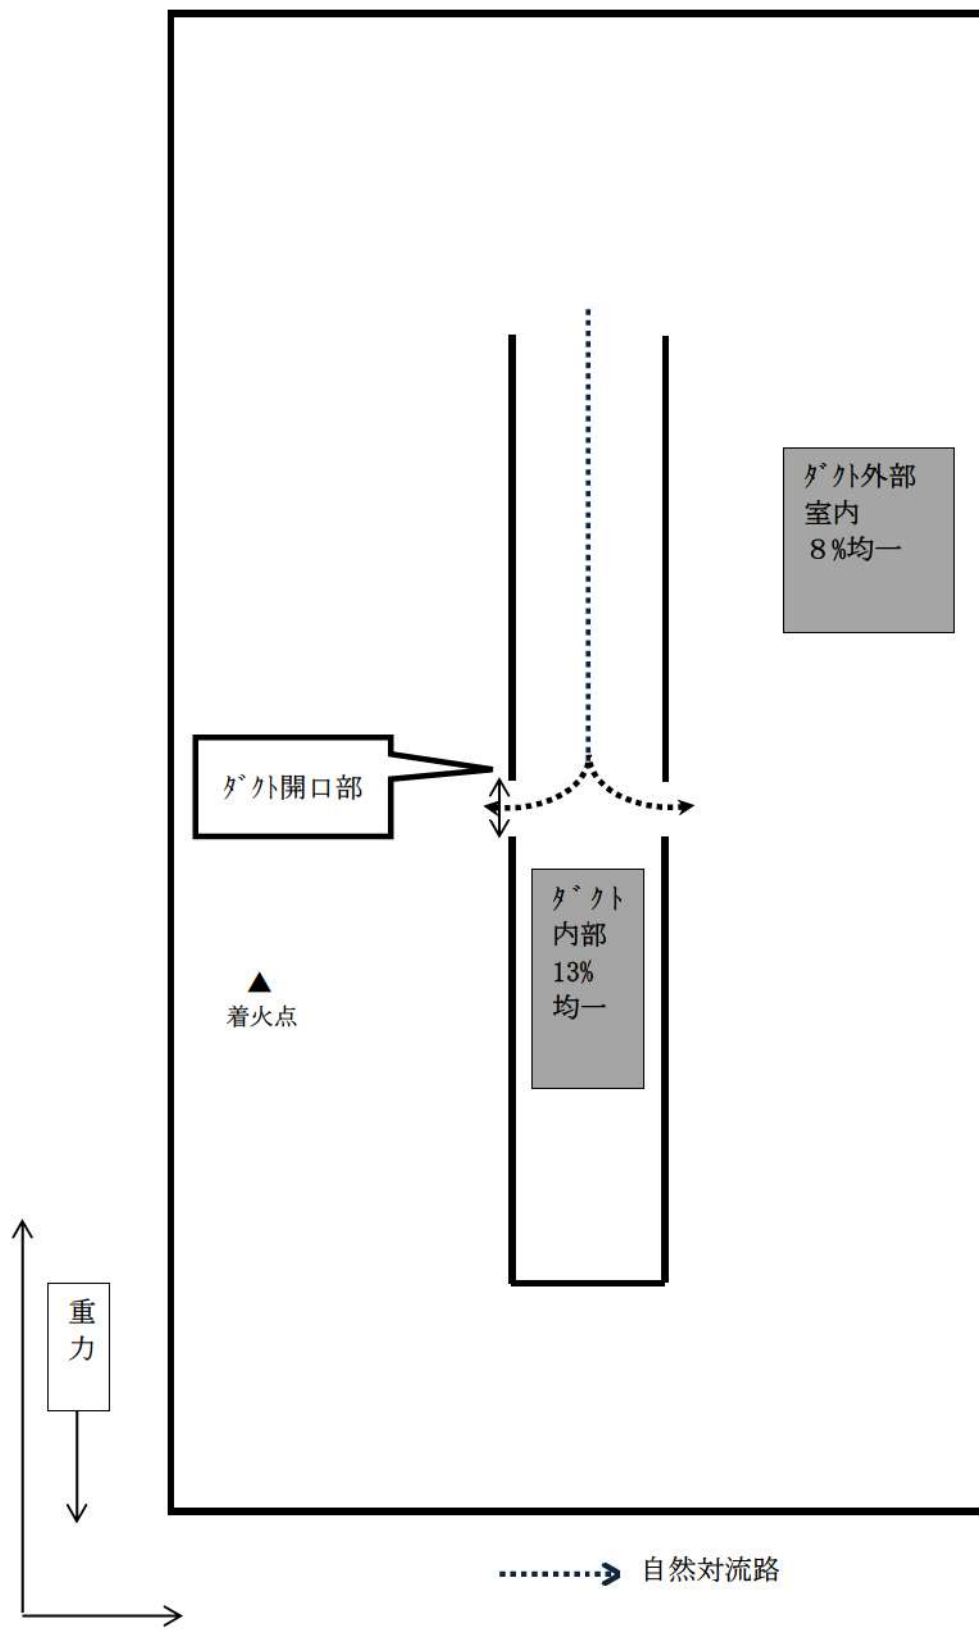 ﾀﾞｸﾄ外部
室内
８%均一
ﾀﾞｸﾄ開口部
ﾀﾞｸﾄ
内部
13%
均一
▲
着火点
重
力
自然対流路